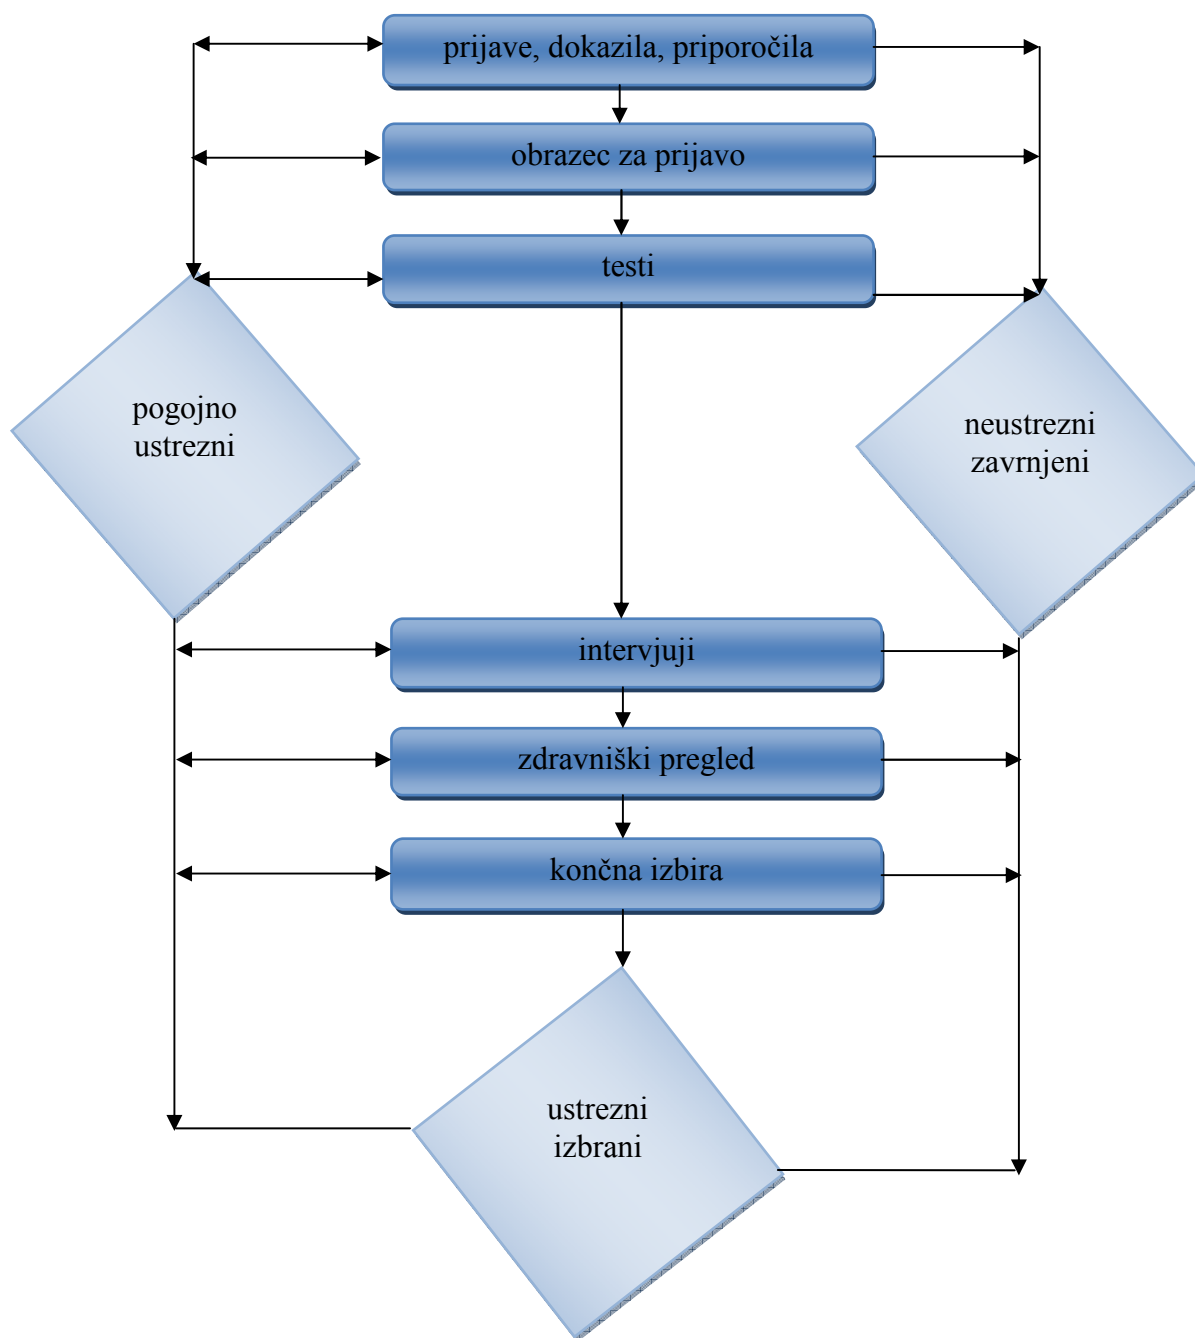 prijave, dokazila, priporočila
obrazec za prijavo
testi
pogojno
ustrezni
neustrezni
zavrnjeni
intervjuji
zdravniški pregled
končna izbira
ustrezni
izbrani